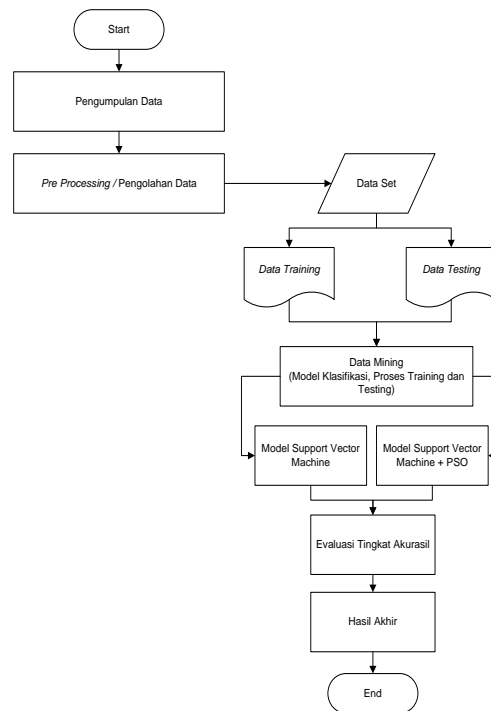 Start
Pengumpulan Data
Pre Processing / Pengolahan Data
Data Set
Data Training
Data Testing
Data Mining
(Model Klasifikasi, Proses Training dan
Testing)
Model Support Vector
Machine
Model Support Vector
Machine + PSO
Evaluasi Tingkat Akurasil
Hasil Akhir
End